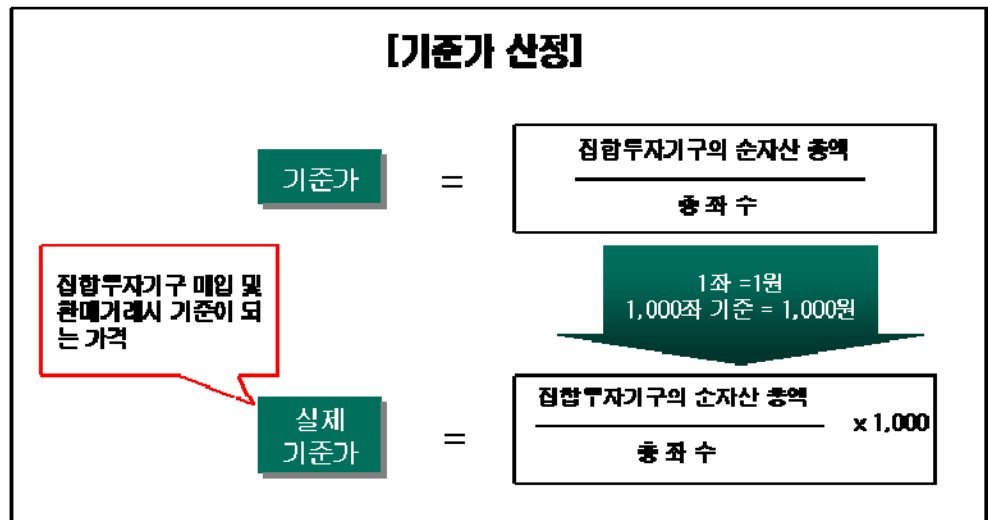 [기준가 산정]
기준가
=
집합투자기구의 순자산 총액
총 좌 수
집합투자기구 매입 및
판매거래시 기준이 되
는 가격
1좌 =1원
1,000좌 기준 = 1,000원
실제
기준가
=
집합투자기구의 순자산 총액
총 좌 수
x 1,000